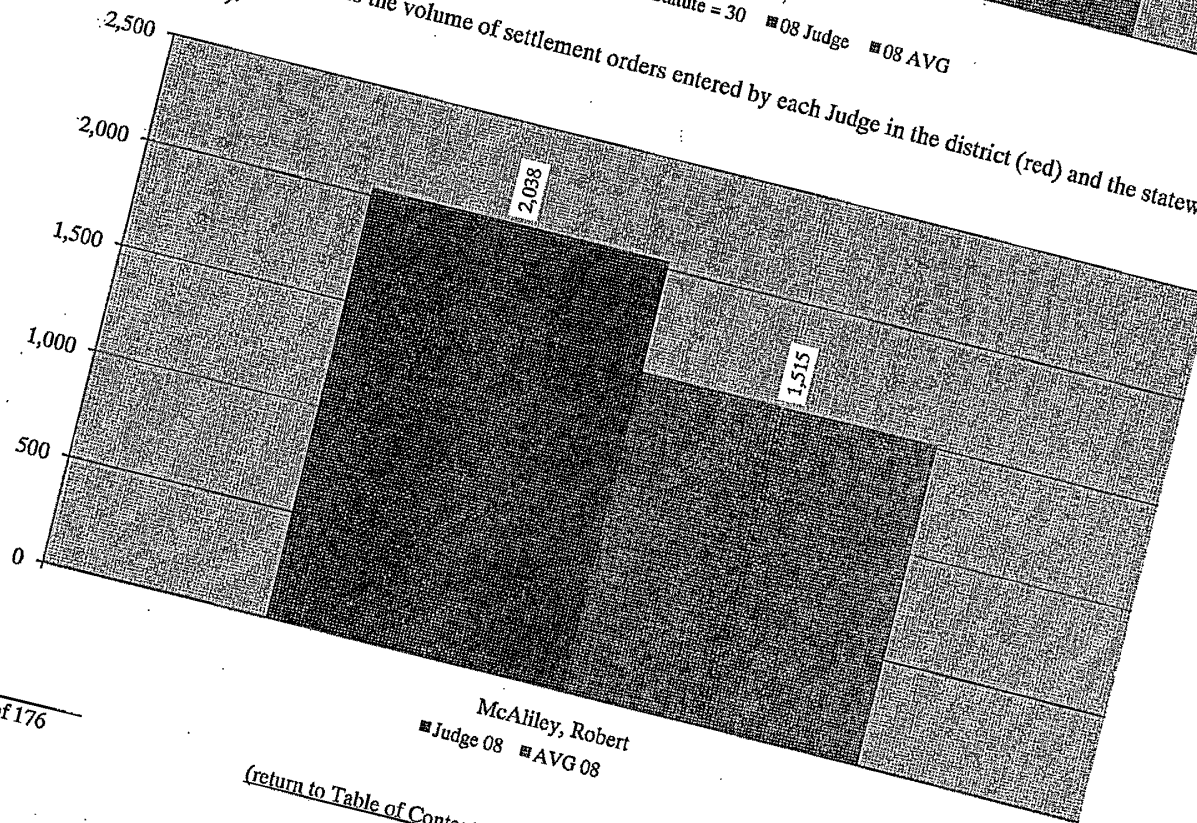 = 30 ■08 Judge ■08 AVG
the volume of settlement orders entered by each Judge in the district (red) and the
2,500
2,000
2,038
1,500
1,515
1,000
500
0
McAliley, Robert
■Judge 08 ■AVG 08
of 176
(return to Table of